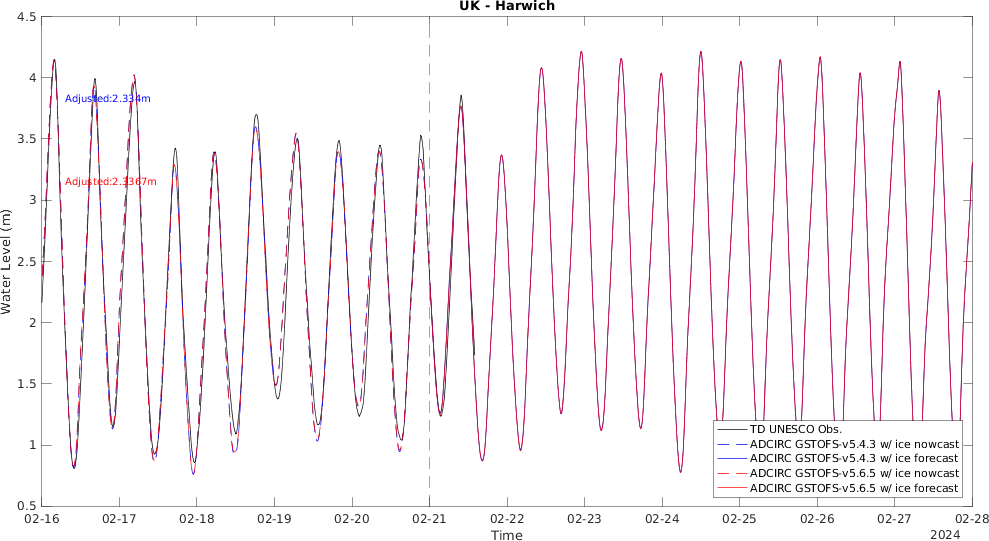 UK - Harwich
4.5
4
3.5
3
2.5
2
1.5
1
0.5
Water Level (m)
Adjusted:2.334m
Adjusted:2.3367m
TD UNESCO Obs.
ADCIRC GSTOFS-v5.4.3 w/ ice nowcast
ADCIRC GSTOFS-v5.4.3 w/ ice forecast
ADCIRC GSTOFS-v5.6.5 w/ ice nowcast
ADCIRC GSTOFS-v5.6.5 w/ ice forecast
02-16 02-17 02-18 02-19 02-20 02-21 02-22 02-23 02-24 02-25 02-26 02-27 02-28
Time
2024